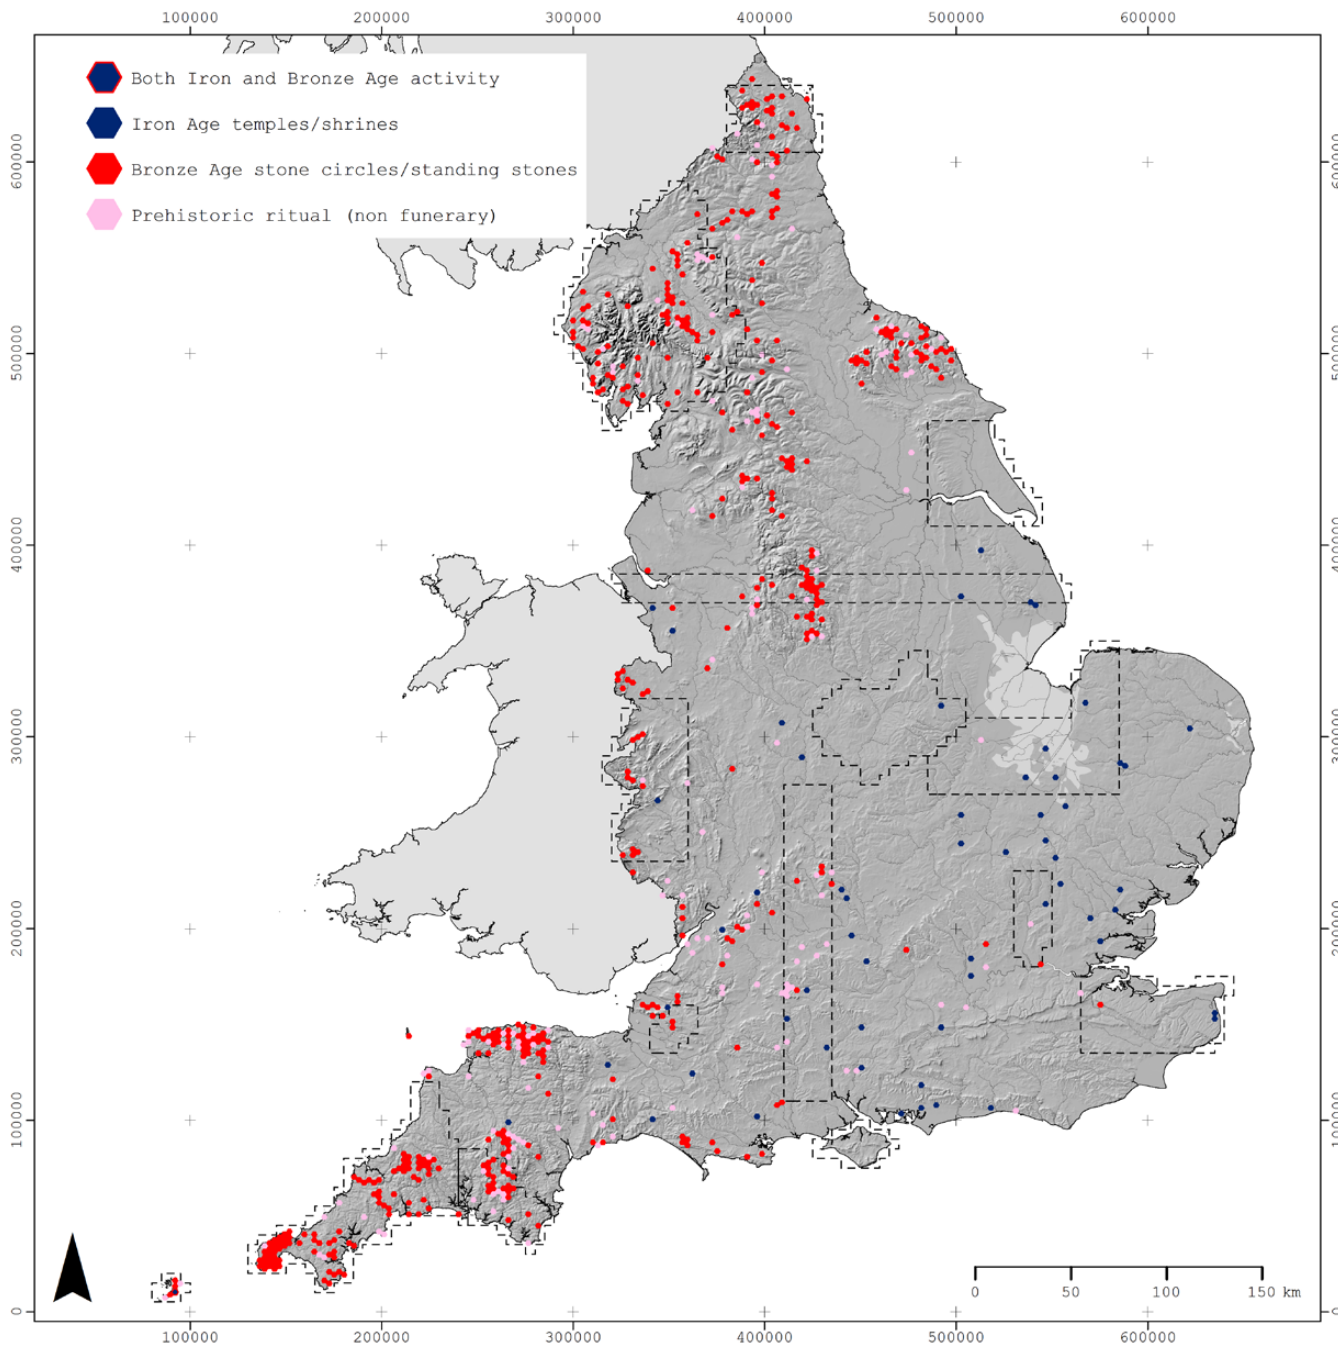 100000 200000 300000 400000 500000 600000
Both Iron and Bronze Age activity
Iron Age temples/shrines
Bronze Age stone circles/standing stones
Prehistoric ritual (non funerary)
600000
500000
400000
300000
200000
100000
0
0 50 100 150 km
100000 200000 300000 400000 500000 600000